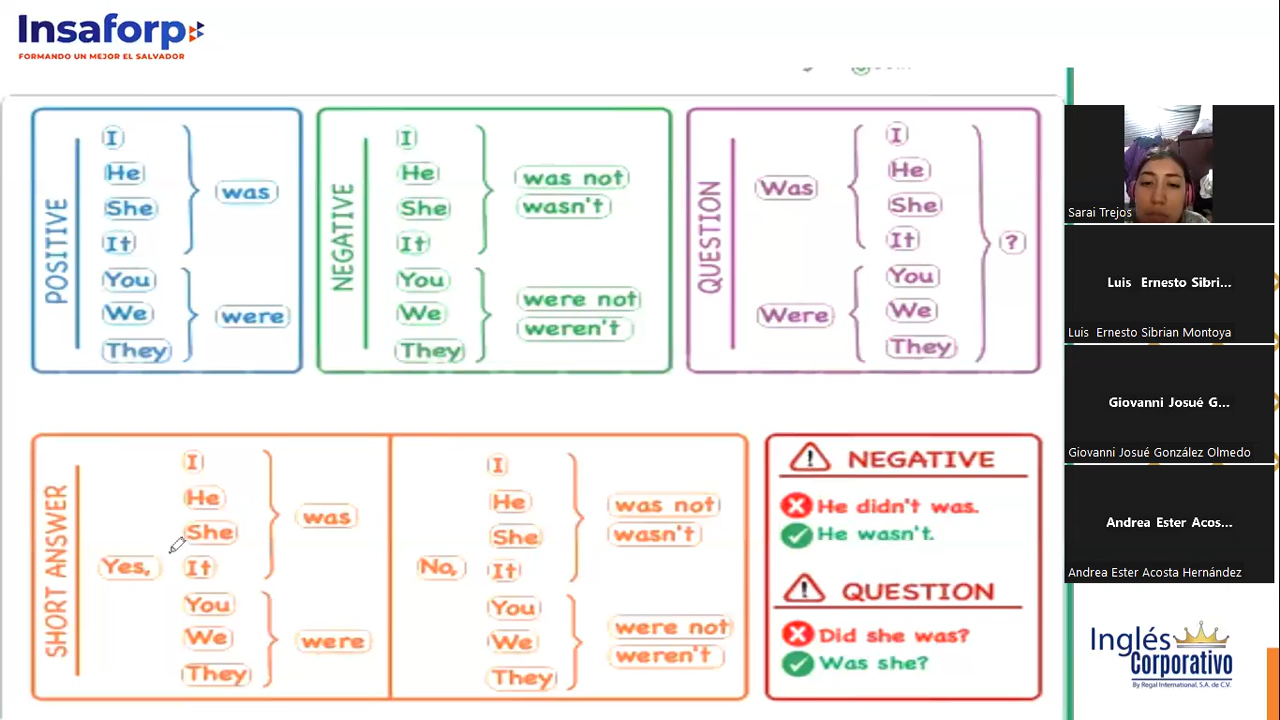 Insaforp
FORMANDO UN MEJOR EL SALVADOR
POSITIVE
I
He
She
It
was
You
We
They
were
NEGATIVE
I
He
She
It
was not
wasn't
You
We
They
were not
weren't
QUESTION
Was
I
He
She
It
Were
You
We
They
?
SHORT ANSWER
Yes,
I
He
She
It
was
You
We
They
were
No,
I
He
She
It
was not
wasn't
You
We
They
were not
weren't
NEGATIVE
He didn't was.
He wasn't.
QUESTION
Did she was?
Was she?
Sarai Trejos
Luis Ernesto Sibri...
Luis Ernesto Sibrian Montoya
Giovanni Josué G...
Giovanni Josué González Olmedo
Andrea Ester Acos...
Andrea Ester Acosta Hernández
Inglés
Corporativo
By Regal International, S.A. de C.V.